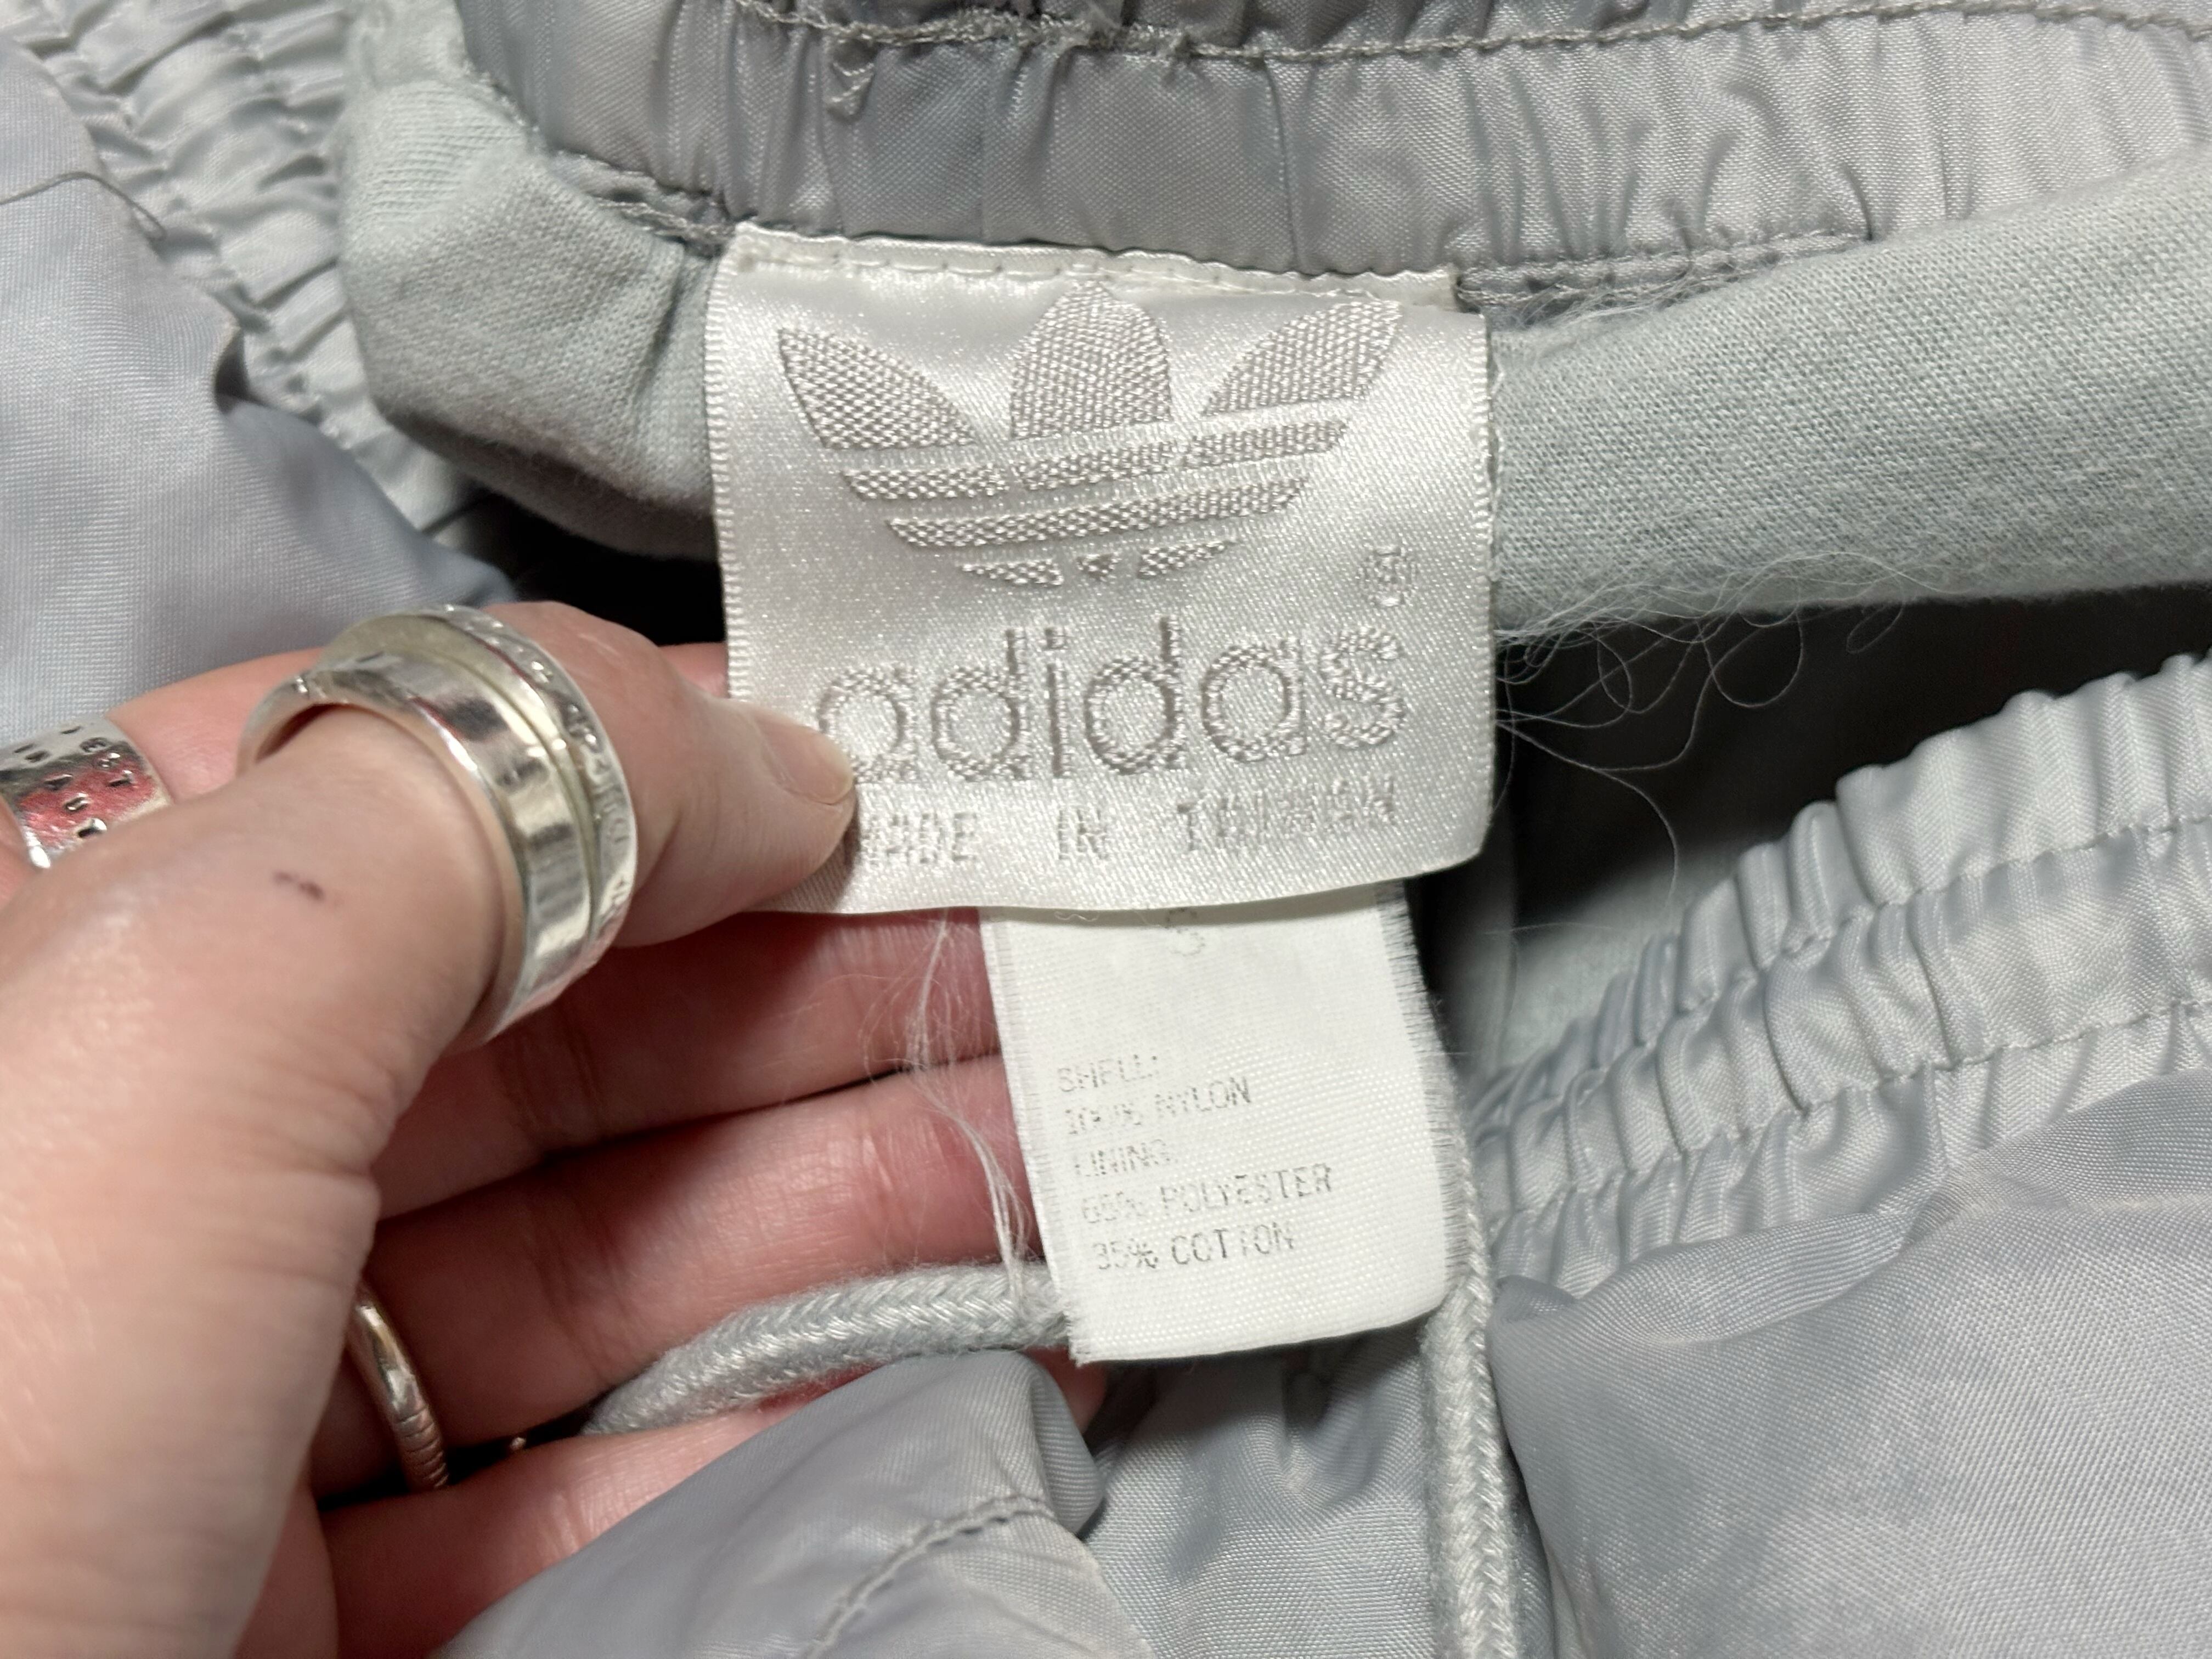 ®
adidas
MADE IN TAIWAN
S
SHELL:
100% NYLON
LINING:
65% POLYESTER
35% COTTON